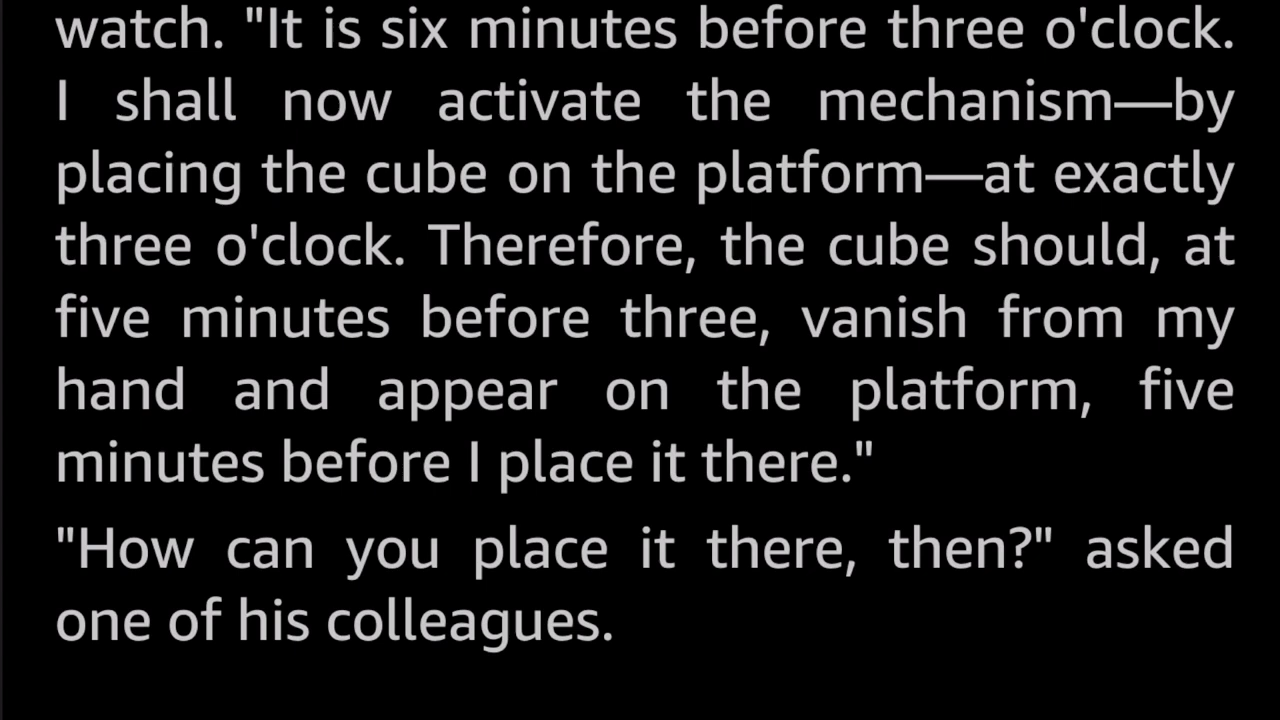 watch. "It is six minutes before three o'clock.
I shall now activate the mechanism—by
placing the cube on the platform—at exactly
three o'clock. Therefore, the cube should, at
five minutes before three, vanish from my
hand and appear on the platform, five
minutes before I place it there."
"How can you place it there, then?" asked
one of his colleagues.